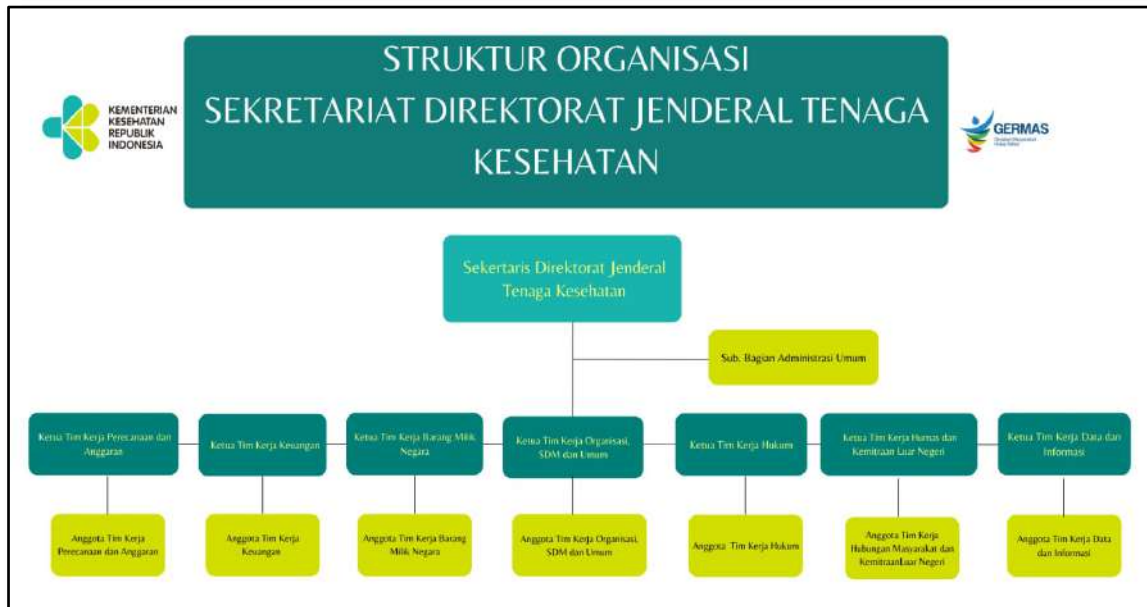 STRUKTUR ORGANISASI
SEKRETARIAT DIREKTORAT JENDERAL TENAGA
KESEHATAN
KEMENTERIAN
KESEHATAN
REPUBLIK
INDONESIA
GERMAS
Sekertaris Direktorat Jenderal
Tenaga Kesehatan
Sub. Bagian Administrasi Umum
Ketua Tim Kerja Perecanaan dan
Anggaran
Ketua Tim Kerja Keuangan
Ketua Tim Kerja Barang Milik
Negara
Ketua Tim Kerja Organisasi,
SDM dan Umum
Ketua Tim Kerja Hukum
Ketua Tim Kerja Humas dan
Kemitraan Luar Negeri
Ketua Tim Kerja Data dan
Informasi
Anggota Tim Kerja
Perecanaan dan Anggaran
Anggota Tim Kerja
Keuangan
Anggota Tim Kerja Barang
Milik Negara
Anggota Tim Kerja Organisasi,
SDM dan Umum
Anggota Tim Kerja Hukum
Anggota Tim Kerja
Hubungan Masyarakat dan
KemitraanLuar Negeri
Anggota Tim Kerja Data
dan Informasi